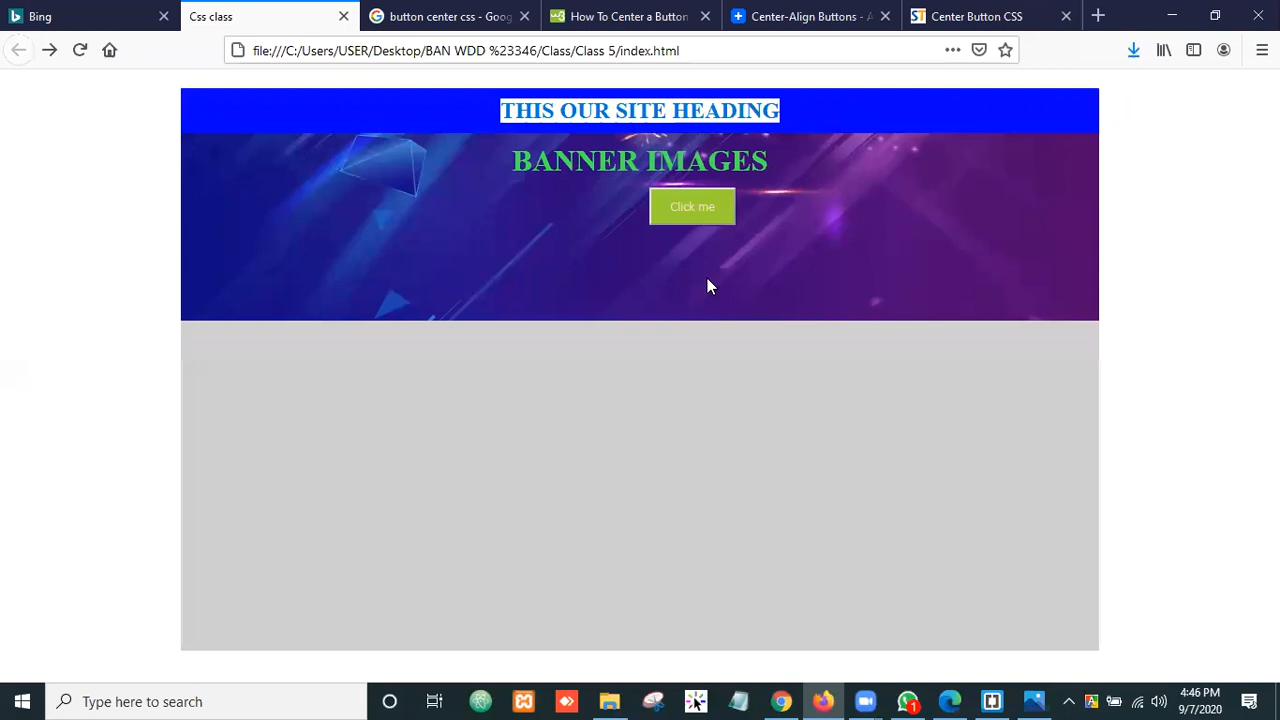 Bing
Css class
button center css - Goog
How To Center a Button
Center-Align Buttons - A
Center Button CSS
file:///C:/Users/USER/Desktop/BAN WDD %23346/Class/Class 5/index.html
THIS OUR SITE HEADING
BANNER IMAGES
Click me
Type here to search
1
4:46 PM
9/7/2020